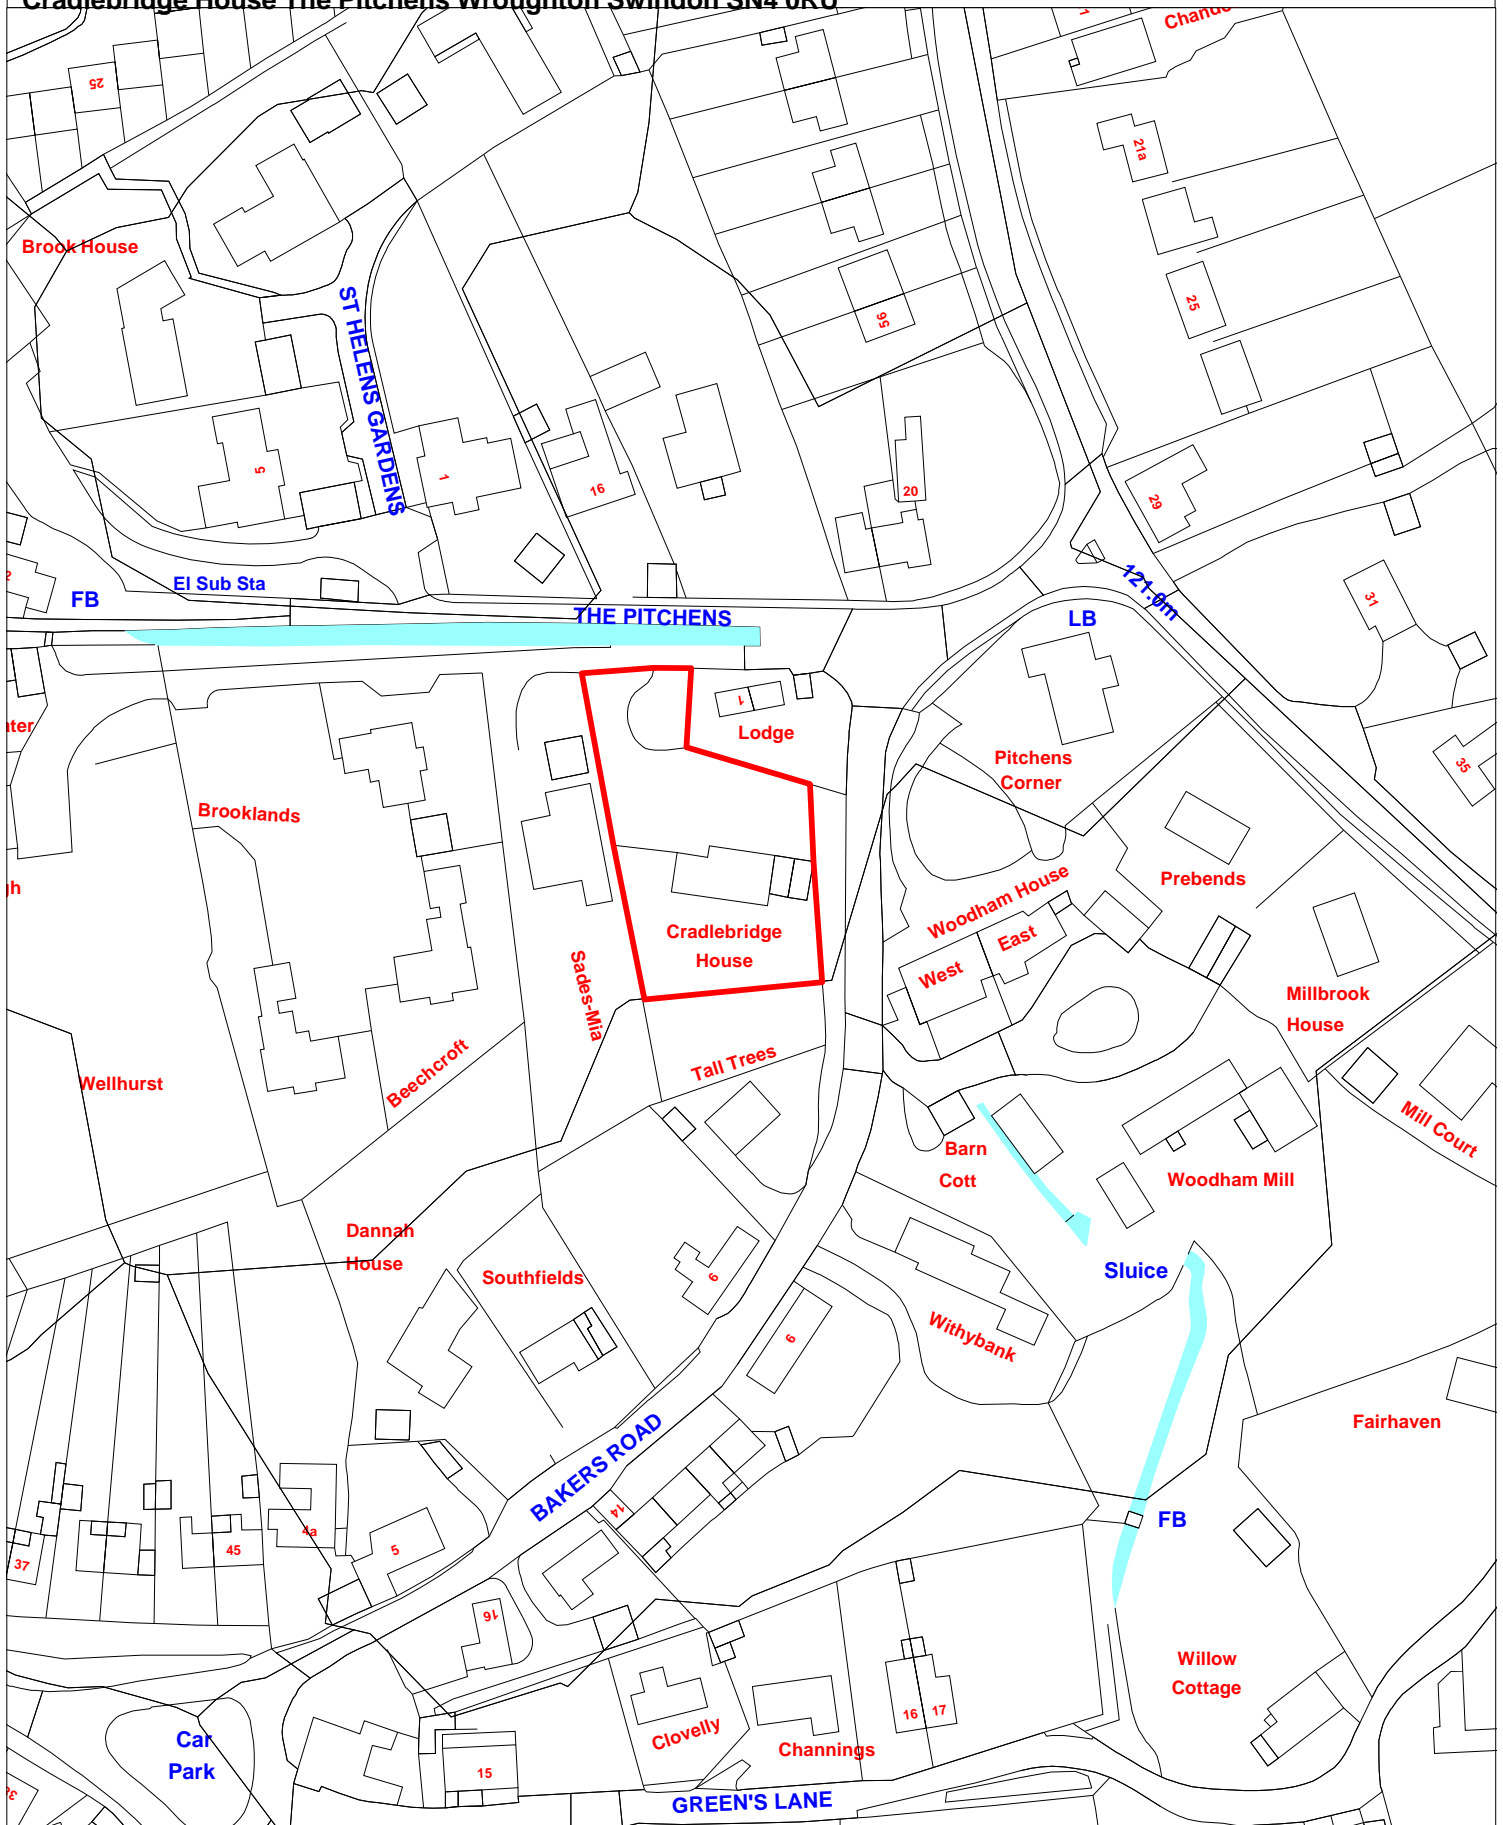 Cradlebridge House The Pitchens Wroughton Swindon SN4 0RU
25
1
21a
Brook House
25
ST HELENS GARDENS
56
5
1
16
20
29
El Sub Sta
FB
THE PITCHENS
LB
121.0m
31
1
Lodge
Pitchens
Corner
35
Brooklands
Woodham House
Prebends
Cradlebridge
House
West
East
Sades-Mia
Millbrook
House
Tall Trees
Wellhurst
Beechcroft
Mill Court
Barn
Cott
Woodham Mill
Dannah
House
Southfields
9
Sluice
9
Withybank
Fairhaven
BAKERS ROAD
14
FB
37
45
4a
5
16
Willow
Cottage
Car
Park
Clovelly
16
17
Channings
15
GREEN'S LANE